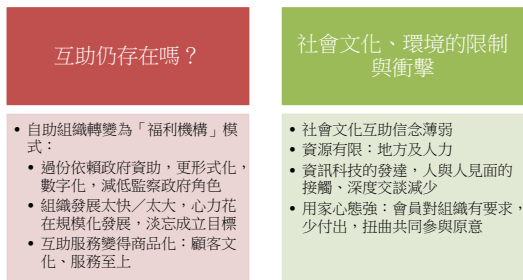 互助仍存在嗎？
• 自助組織轉變為「福利機構」模
式：
• 過份依賴政府資助，更形式化，
數字化，減低監察政府角色
• 組織發展太快／太大，心力花
在規模化發展，淡忘成立目標
• 互助服務變得商品化：顧客文
化、服務至上
社會文化、環境的限制
與衝擊
• 社會文化互助信念薄弱
• 資源有限：地方及人力
• 資訊科技的發達，人與人見面的
接觸、深度交談減少
• 用家心態強：會員對組織有要求，
少付出，扭曲共同參與原意